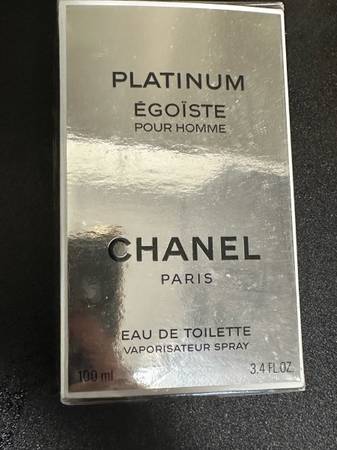 PLATINUM
ÉGOÏSTE
POUR HOMME
CHANEL
PARIS
EAU DE TOILETTE
VAPORISATEUR SPRAY
100 ml 3.4 FL.OZ.